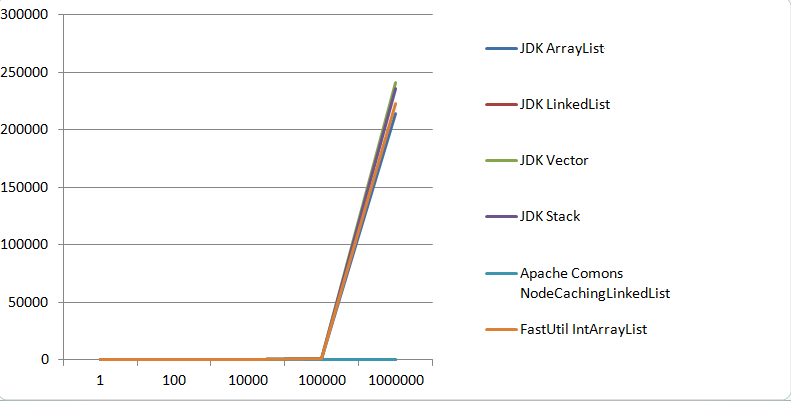 300000
250000
200000
150000
100000
50000
0
1 100 10000 100000 1000000
JDK ArrayList
JDK LinkedList
JDK Vector
JDK Stack
Apache Comons
NodeCachingLinkedList
FastUtil IntArrayList